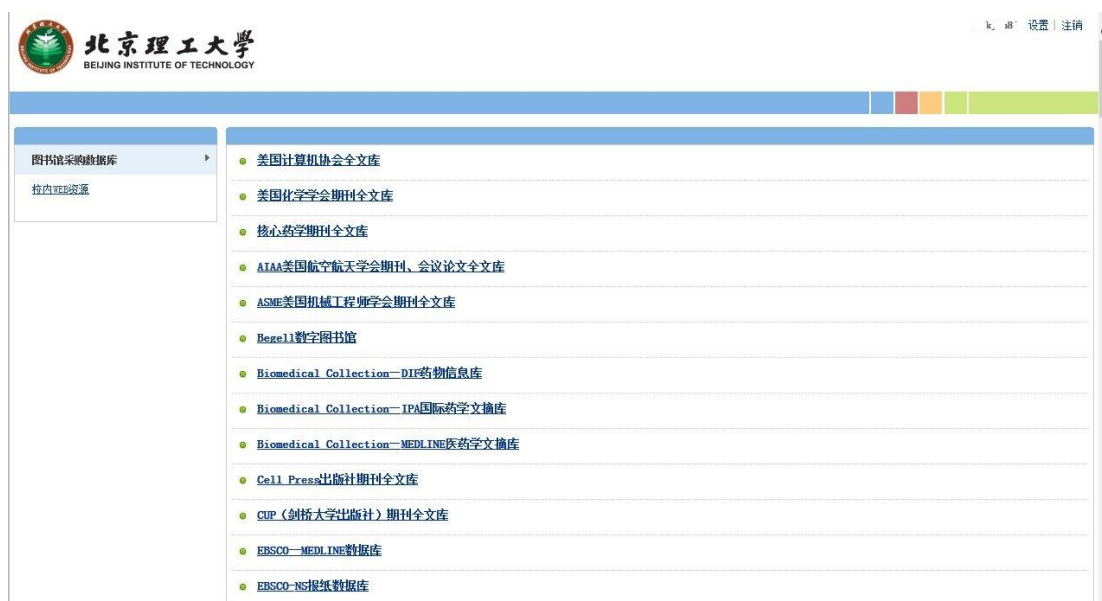 北京理工大學
BEIJING INSTITUTE OF TECHNOLOGY
设置 | 注销
图书馆采购数据库
校内WEB资源
美国计算机协会全文库
美国化学学会期刊全文库
核心药学期刊全文库
AIAA美国航空航天学会期刊、会议论文全文库
ASME美国机械工程师学会期刊全文库
Begell数字图书馆
Biomedical Collection—DIF药物信息库
Biomedical Collection—IPA国际药学文摘库
Biomedical Collection—MEDLINE医药学文摘库
Cell Press出版社期刊全文库
CUP（剑桥大学出版社）期刊全文库
EBSCO—MEDLINE数据库
EBSCO-NS报纸数据库